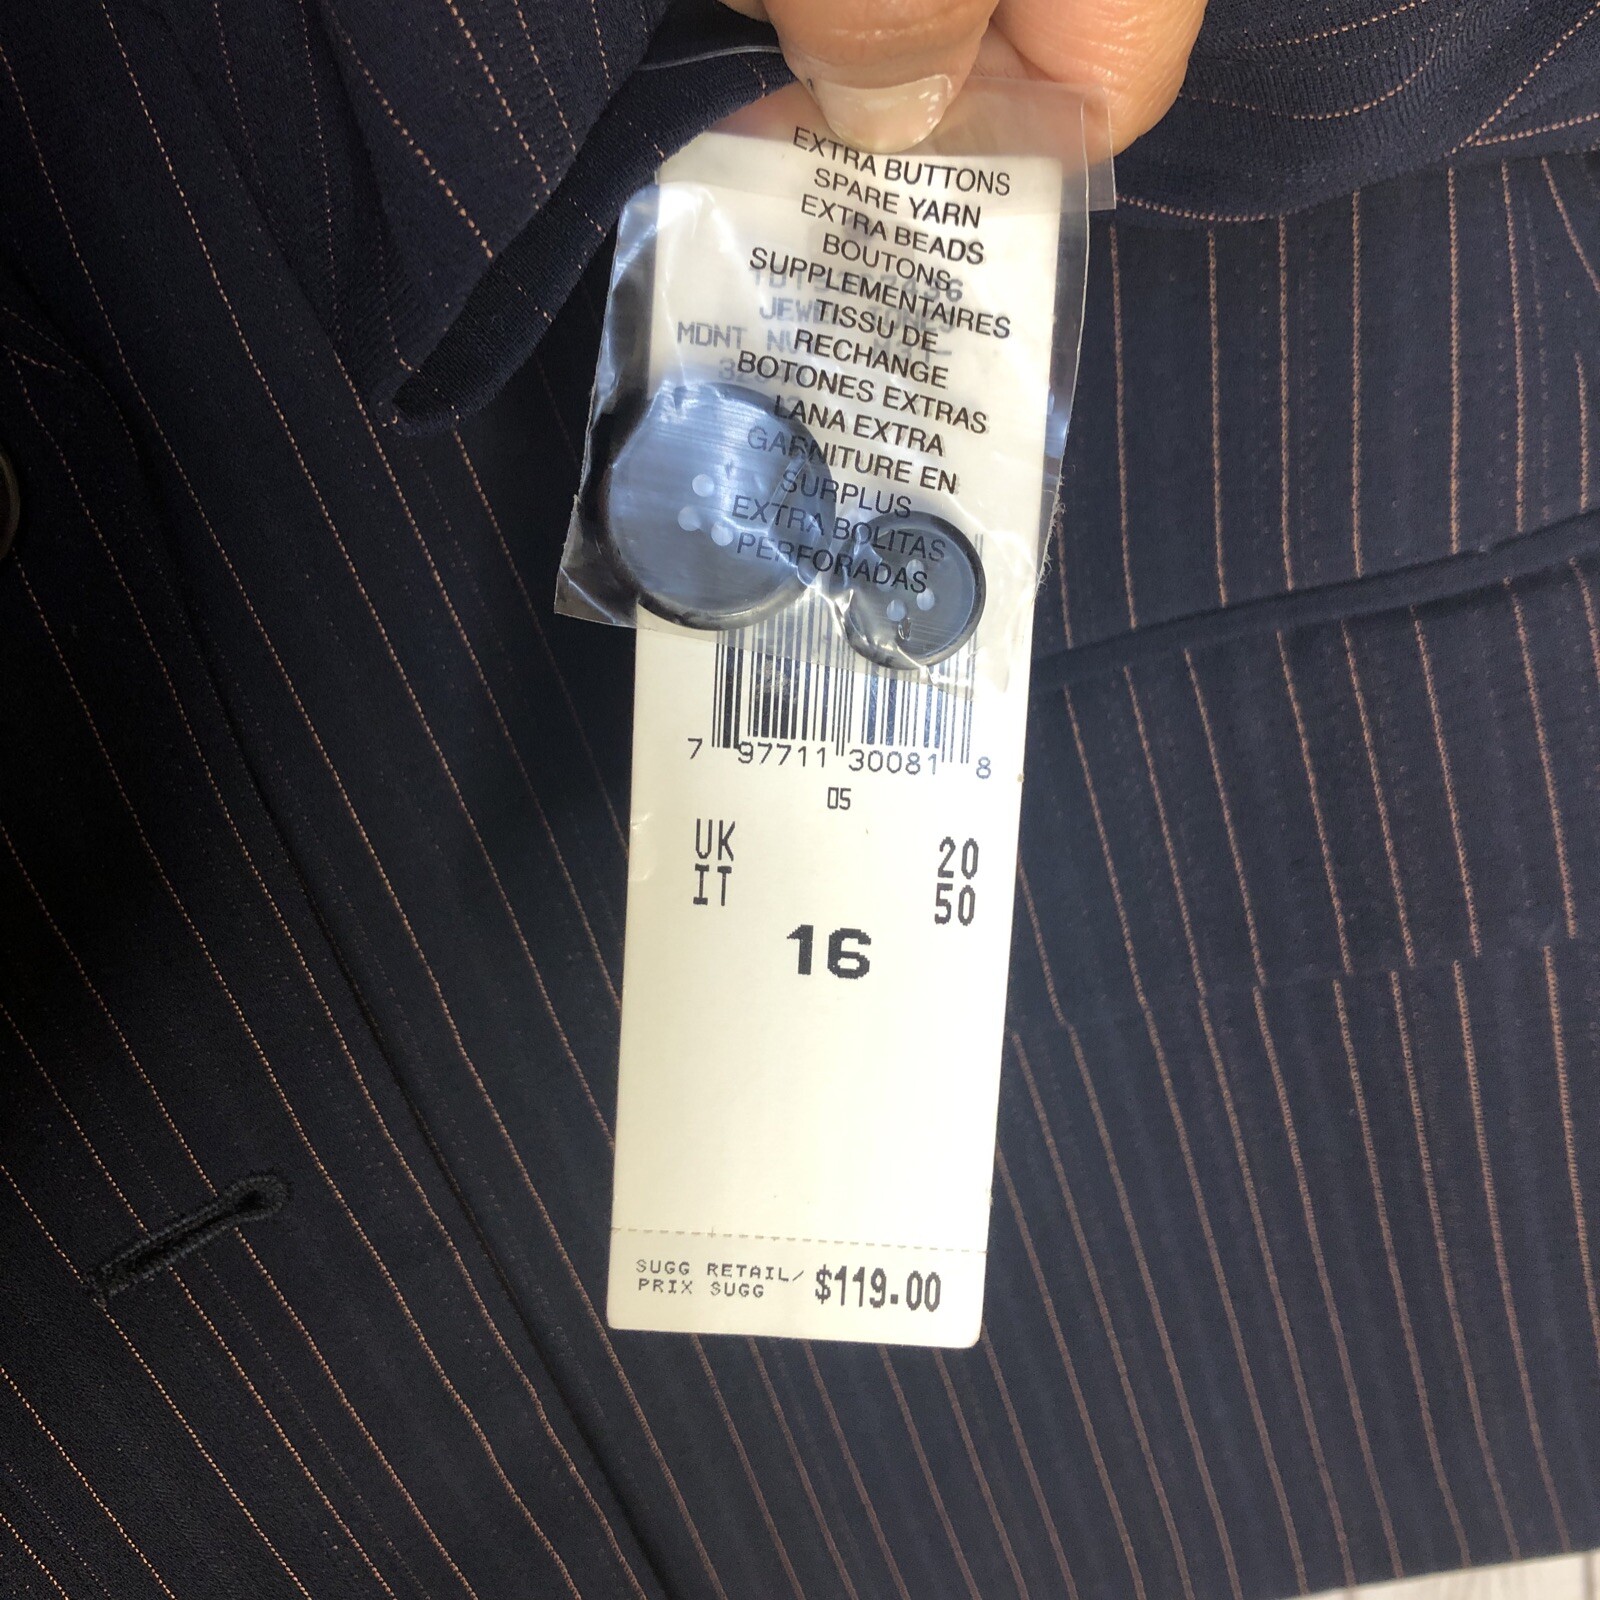 EXTRA BUTTONS
SPARE YARN
EXTRA BEADS
BOUTONS
SUPPLEMENTAIRES
TISSU DE
RECHANGE
BOTONES EXTRAS
LANA EXTRA
GARNITURE EN
SURPLUS
EXTRA BOLITAS
PERFORADAS
MDNT
7 97711 30081 8
05
UK 20
IT 50
16
SUGG RETAIL/
PRIX SUGG $119.00